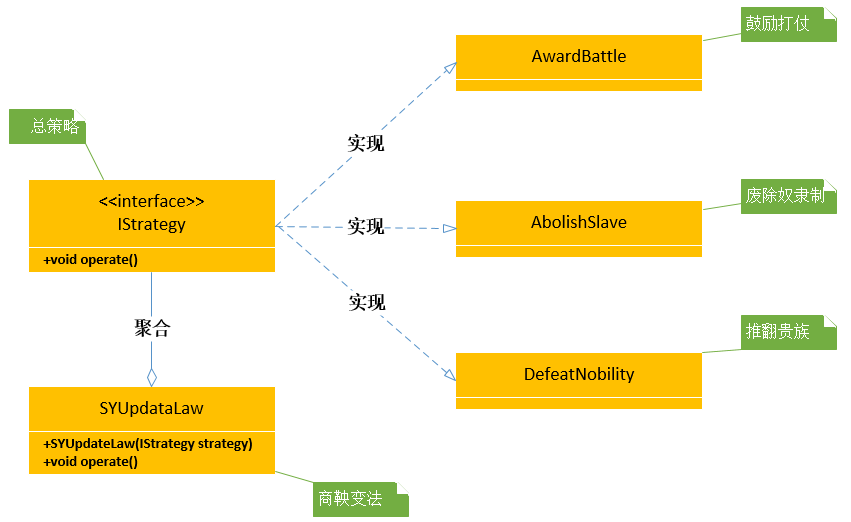 鼓励打仗
AwardBattle
总策略
实现
<<interface>>
IStrategy
+void operate()
实现
AbolishSlave
废除奴隶制
实现
聚合
DefeatNobility
推翻贵族
SYUpdataLaw
+SYUpdateLaw(IStrategy strategy)
+void operate()
商鞅变法